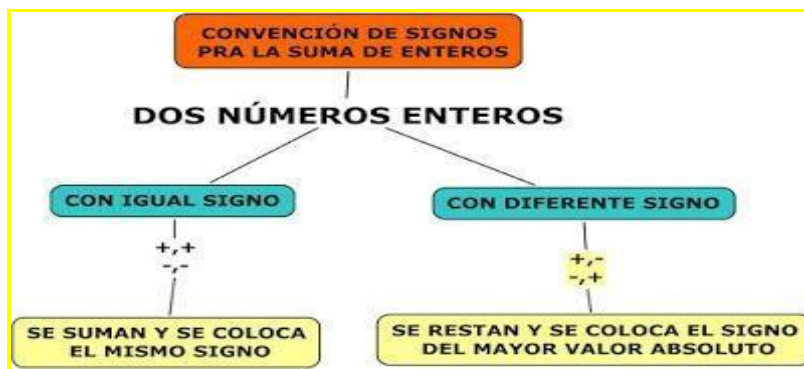 CONVENCIÓN DE SIGNOS
PRA LA SUMA DE ENTEROS
DOS NÚMEROS ENTEROS
CON IGUAL SIGNO
+,+
-,-
SE SUMAN Y SE COLOCA
EL MISMO SIGNO
CON DIFERENTE SIGNO
+,-
-,+
SE RESTAN Y SE COLOCA EL SIGNO
DEL MAYOR VALOR ABSOLUTO